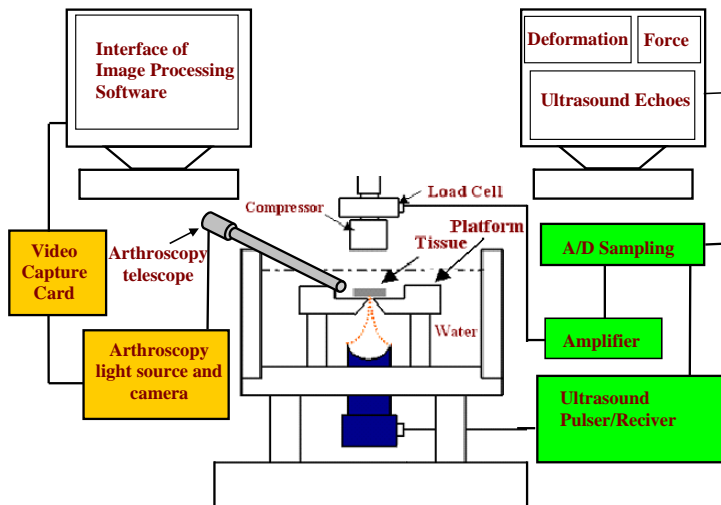 Interface of
Image Processing
Software
Deformation
Force
Ultrasound Echoes
Load Cell
Compressor
Platform
Tissue
Arthroscopy
telescope
Video
Capture
Card
A/D Sampling
Water
Amplifier
Arthroscopy
light source and
camera
Ultrasound
Pulser/Reciver